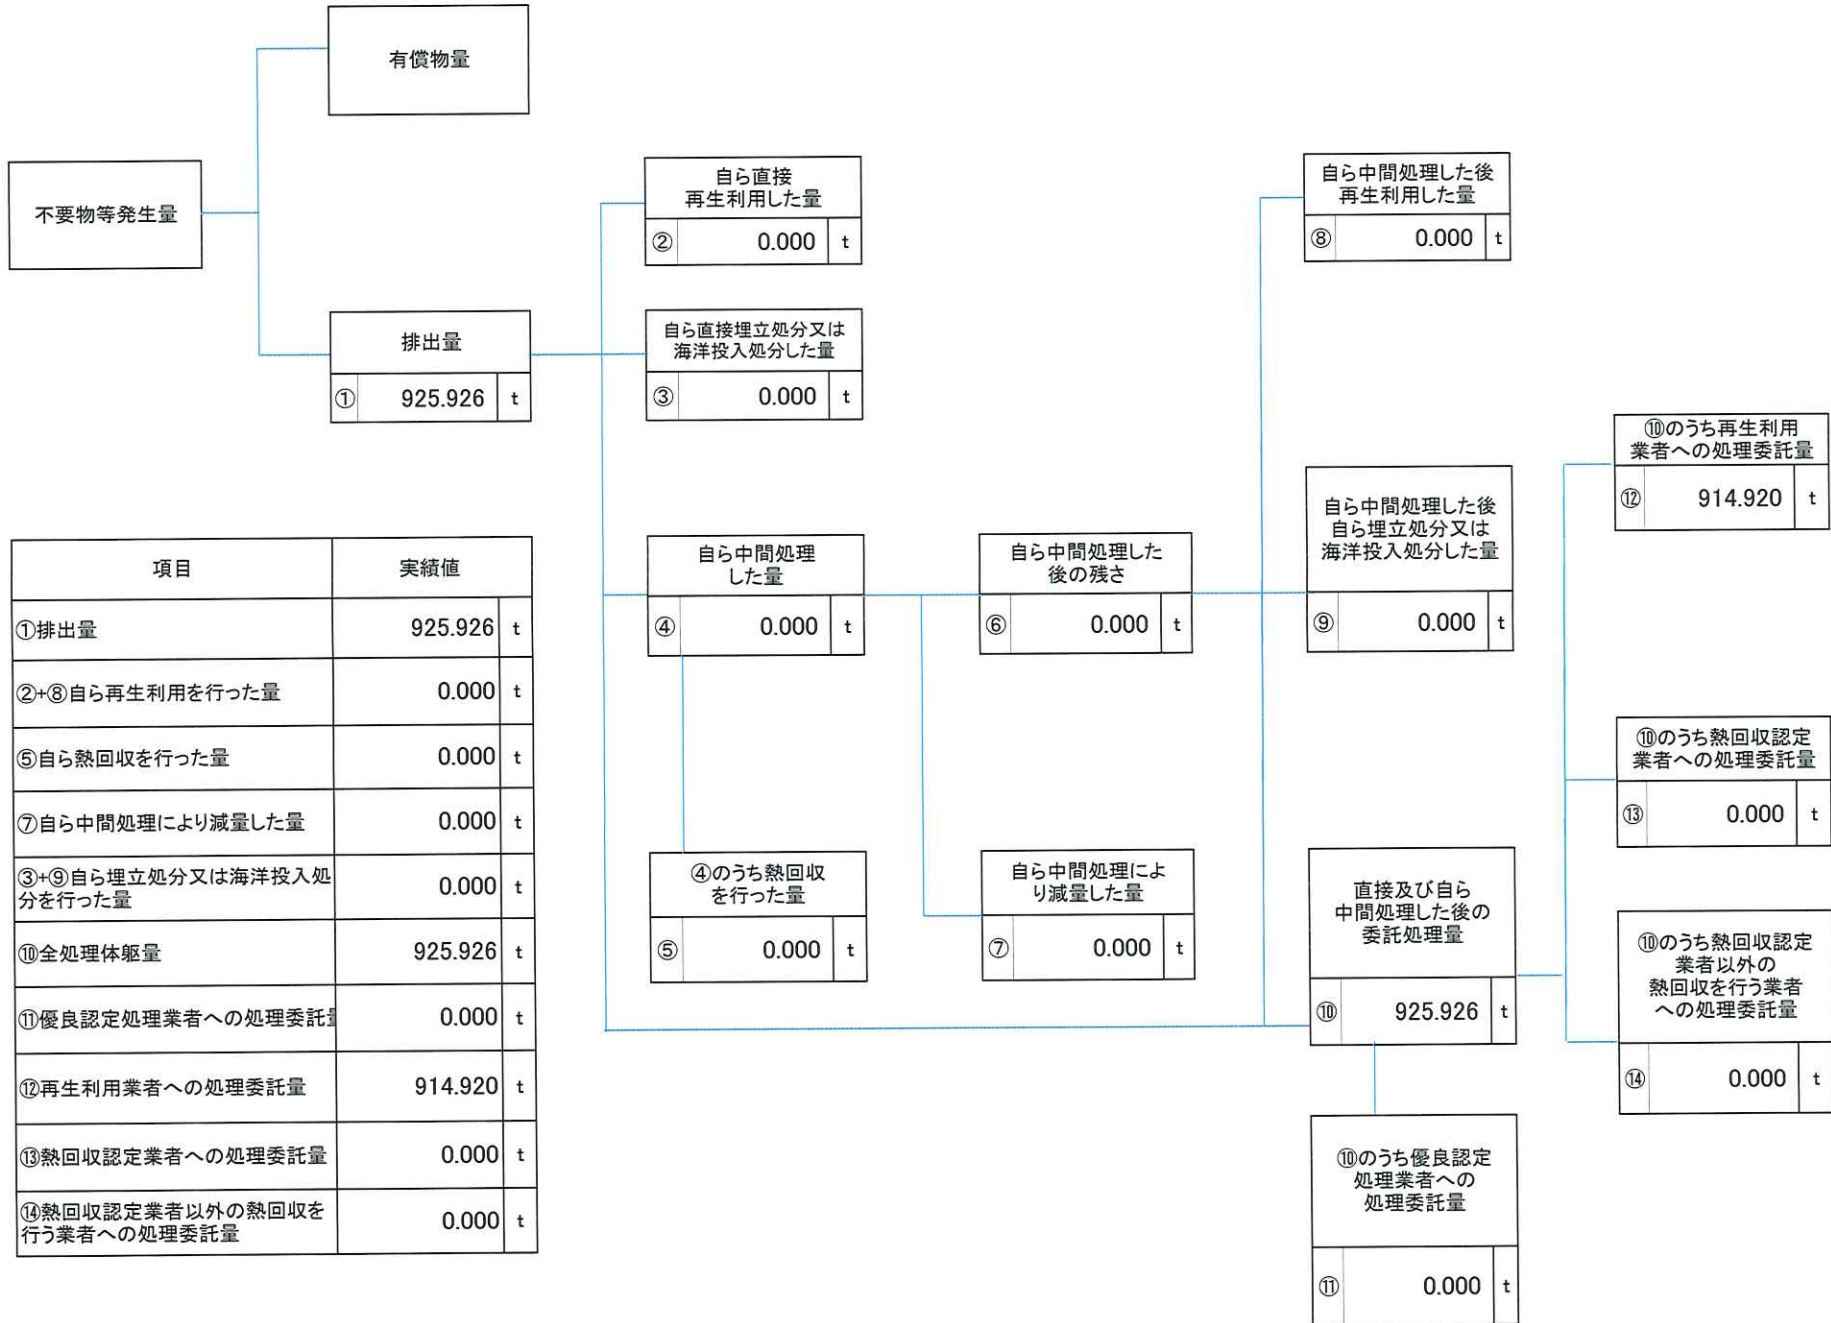 有償物量
不要物等発生量
排出量
① 925.926 t
自ら直接
再生利用した量
② 0.000 t
自ら直接埋立処分又は
海洋投入処分した量
③ 0.000 t
自ら中間処理
した量
④ 0.000 t
④のうち熱回収
を行った量
⑤ 0.000 t
自ら中間処理した
後の残さ
⑥ 0.000 t
自ら中間処理によ
り減量した量
⑦ 0.000 t
自ら中間処理した後
再生利用した量
⑧ 0.000 t
自ら中間処理した後
自ら埋立処分又は
海洋投入処分した量
⑨ 0.000 t
直接及び自ら
中間処理した後の
委託処理量
⑩ 925.926 t
⑩のうち優良認定
処理業者への
処理委託量
⑪ 0.000 t
⑩のうち再生利用
業者への処理委託量
⑫ 914.920 t
⑩のうち熱回収認定
業者への処理委託量
⑬ 0.000 t
⑩のうち熱回収認定
業者以外の
熱回収を行う業者
への処理委託量
⑭ 0.000 t
項目 実績値
①排出量 925.926 t
②+⑧自ら再生利用を行った量 0.000 t
⑤自ら熱回収を行った量 0.000 t
⑦自ら中間処理により減量した量 0.000 t
③+⑨自ら埋立処分又は海洋投入処
分を行った量 0.000 t
⑩全処理体躯量 925.926 t
⑪優良認定処理業者への処理委託量 0.000 t
⑫再生利用業者への処理委託量 914.920 t
⑬熱回収認定業者への処理委託量 0.000 t
⑭熱回収認定業者以外の熱回収を
行う業者への処理委託量 0.000 t